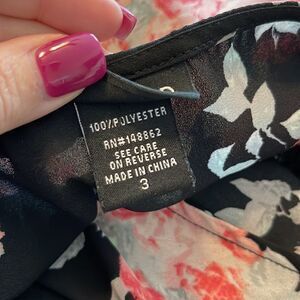 100% POLYESTER
RN#148862
SEE CARE
ON REVERSE
MADE IN CHINA
3